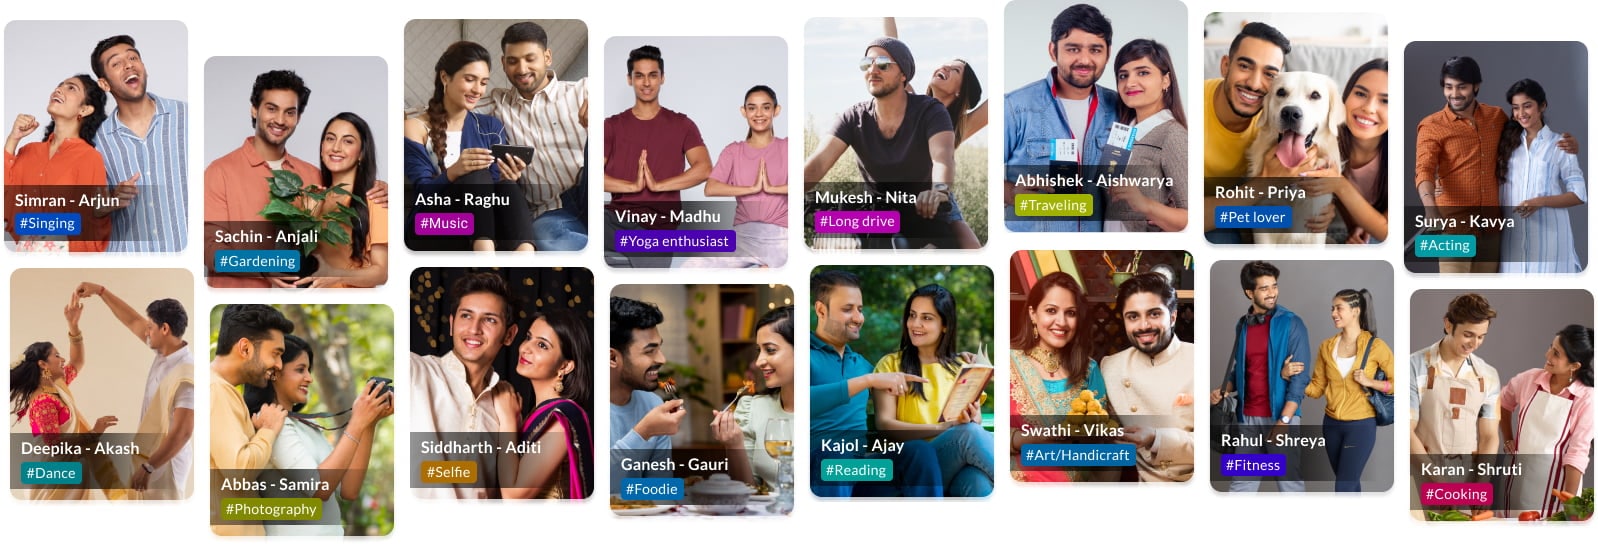 Simran - Arjun
#Singing
Sachin - Anjali
#Gardening
Asha - Raghu
#Music
Vinay - Madhu
#Yoga enthusiast
Mukesh - Nita
#Long drive
Abhishek - Aishwarya
#Traveling
Rohit - Priya
#Pet lover
Surya - Kavya
#Acting
Deepika - Akash
#Dance
Abbas - Samira
#Photography
Siddharth - Aditi
#Selfie
Ganesh - Gauri
#Foodie
Kajol - Ajay
#Reading
Swathi - Vikas
#Art/Handicraft
Rahul - Shreya
#Fitness
Karan - Shruti
#Cooking